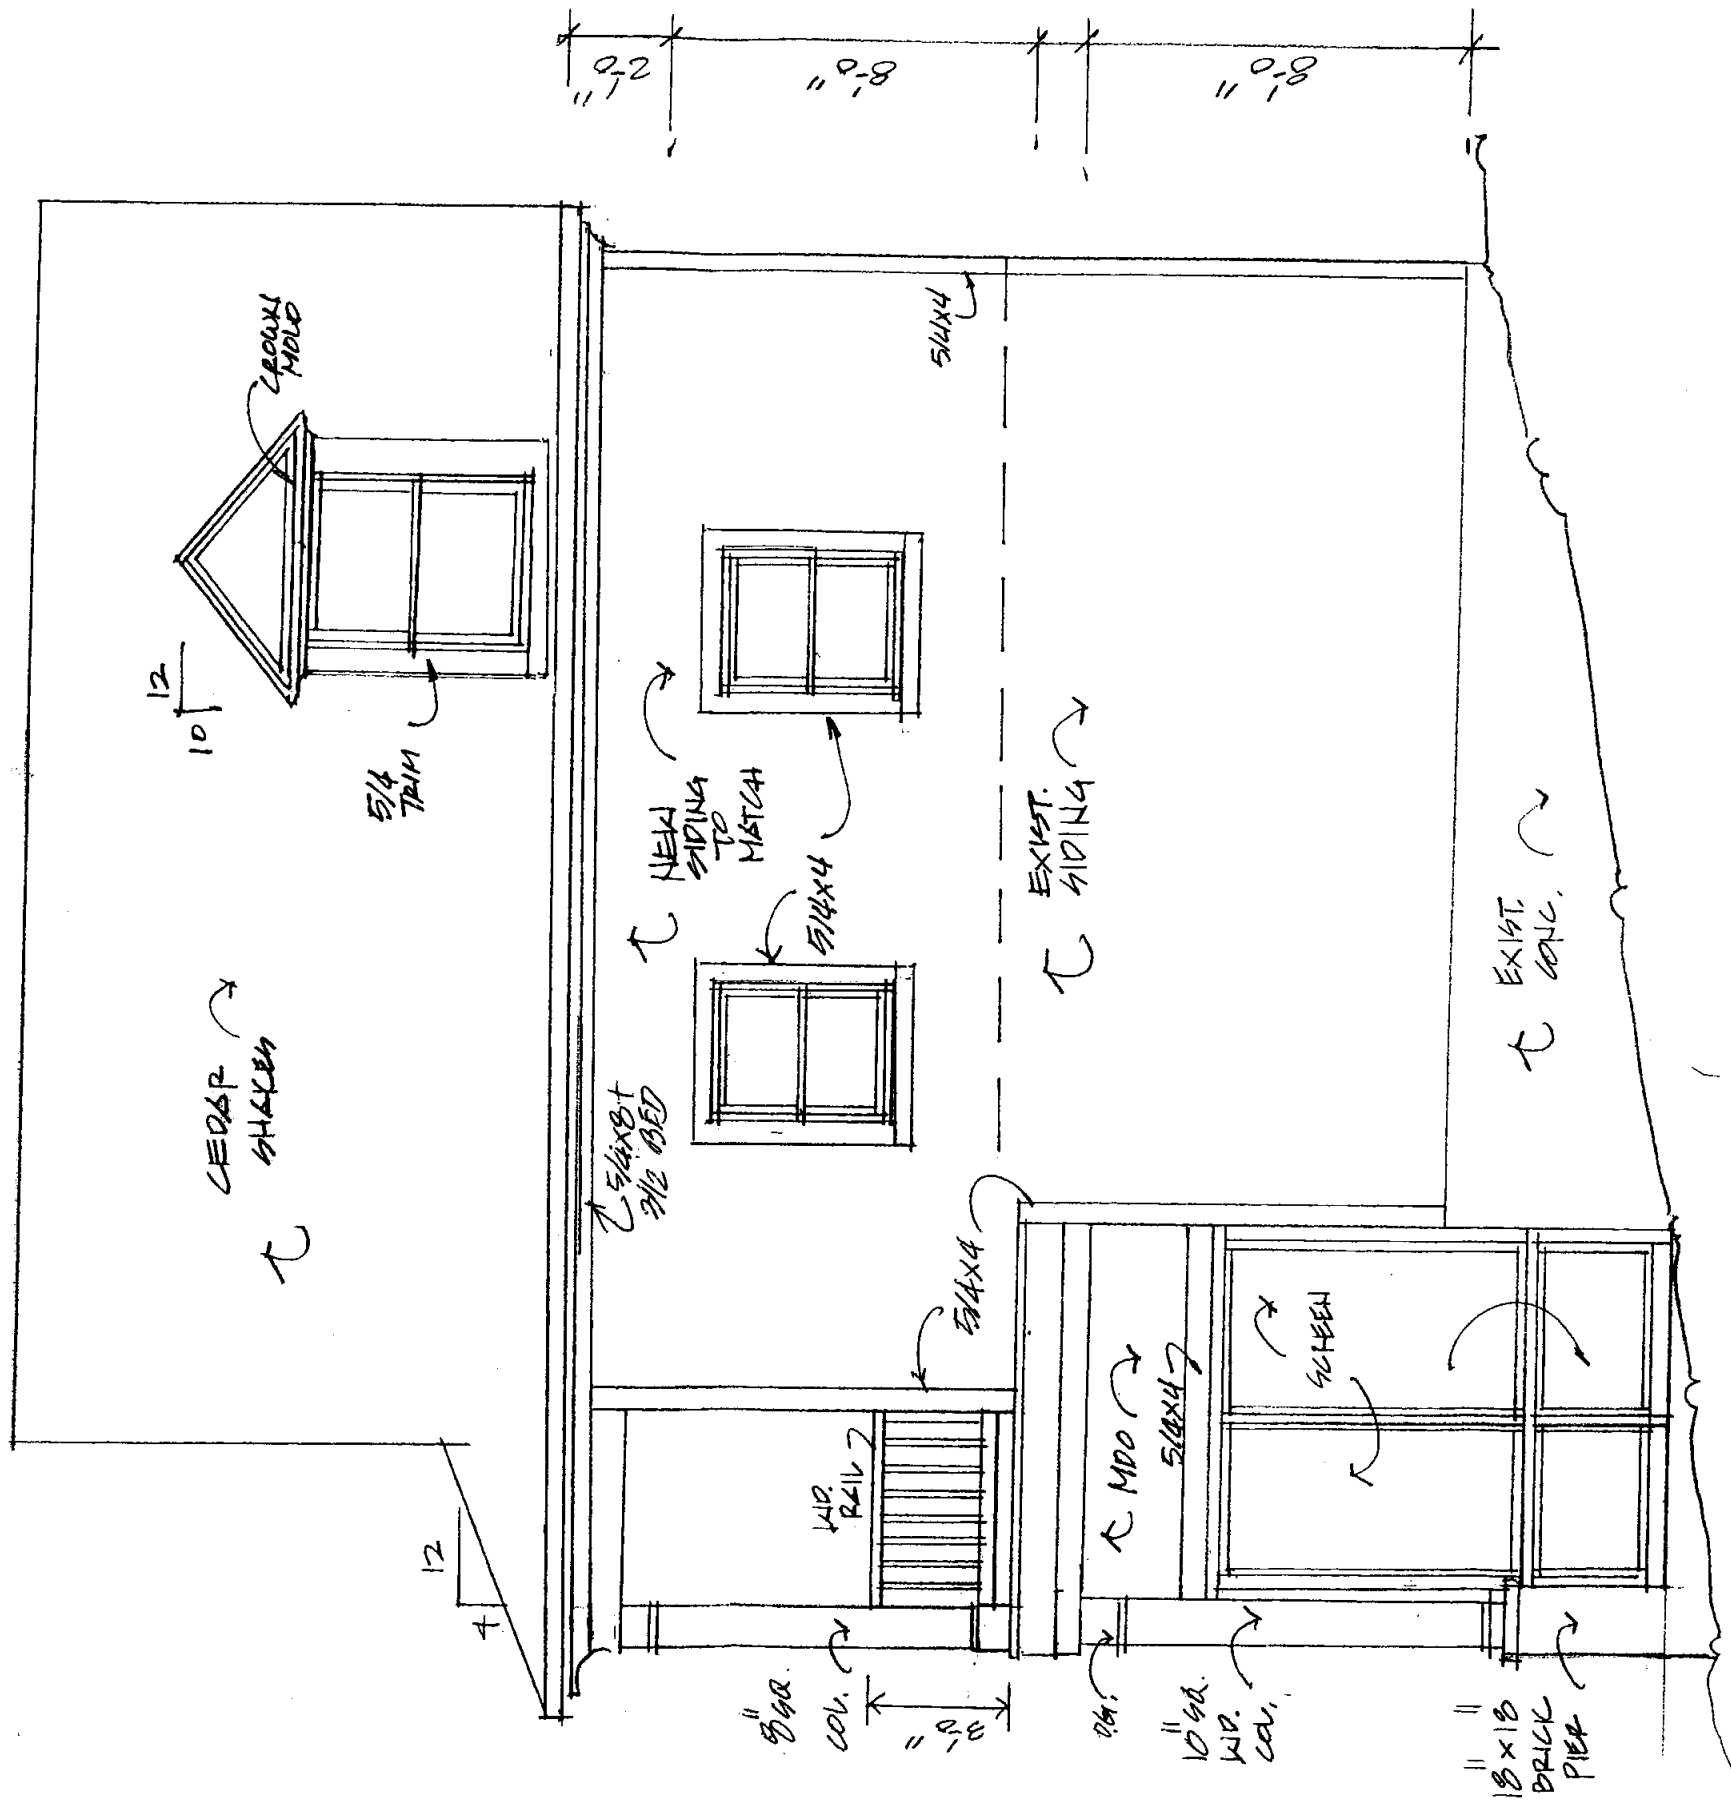 CROWN
MOLD
12
10
5/4
TRIM
CEDAR
SHAKES
12
4
2'-0"
8'-0"
8'-0"
5/4x8+
3 1/2 BED
NEW
SIDING
TO
MATCH
5/4x4
5/4x4
5/4x4
WD.
RAIL
8" SQ.
COL.
3'-0"
EXIST.
SIDING
MDO
5/4x4
SCREEN
10" SQ.
WD.
COL.
EXIST.
CONC.
18" x 18"
BRICK
PIER